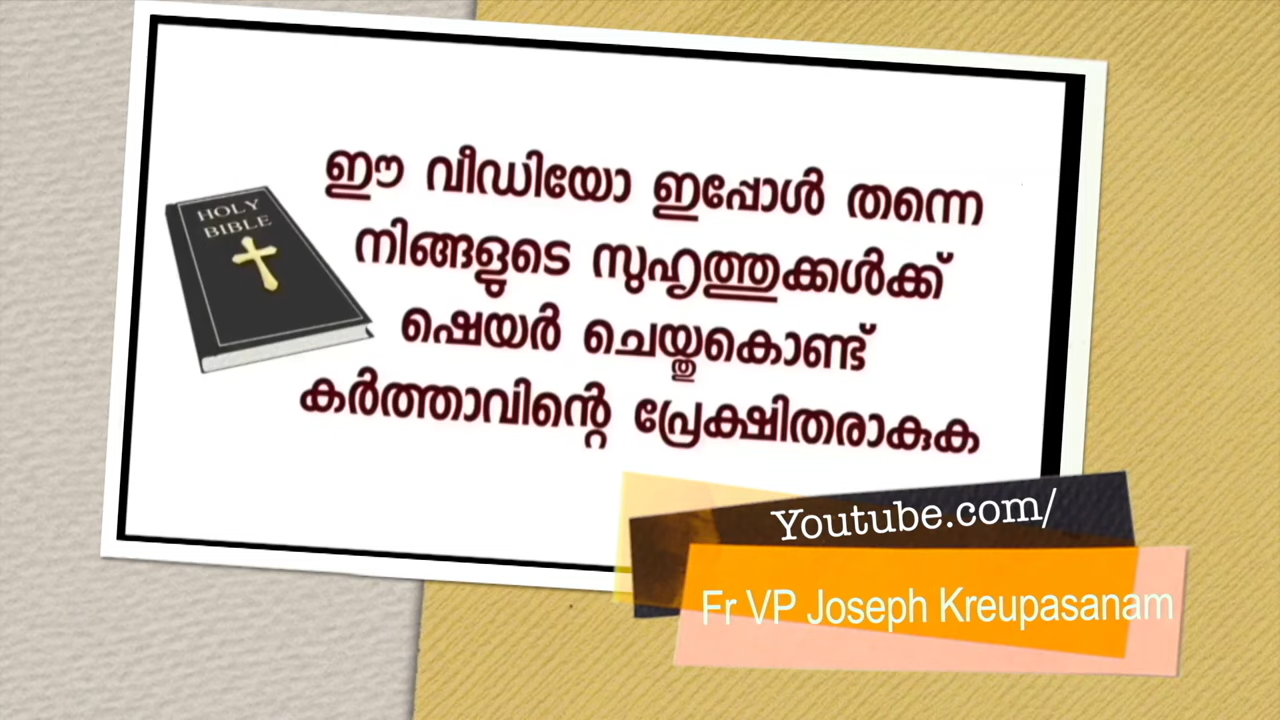 HOLY
BIBLE
ഈ വീഡിയോ ഇപ്പോൾ തന്നെ
നിങ്ങളുടെ സുഹൃത്തുക്കൾക്ക്
ഷെയർ ചെയ്തുകൊണ്ട്
കർത്താവിന്റെ പ്രേക്ഷിതരാകുക
Youtube.com/
Fr VP Joseph Kreupasanam